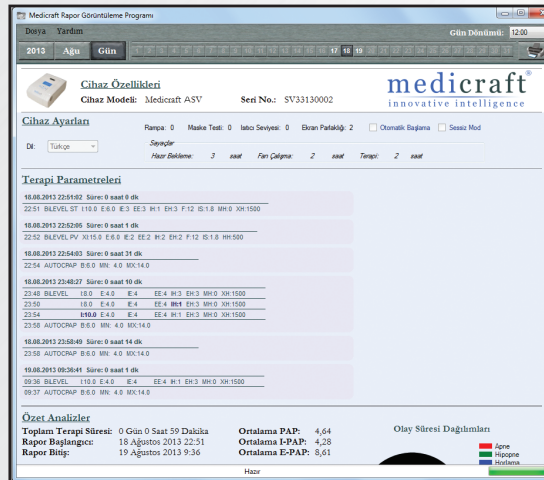 Medicraft Rapor Görüntüleme Programı
Dosya Yardım
Gün Dönümü: 12:00
2013 Ağu Gün 17 18 19
Cihaz Özellikleri
Cihaz Modeli: Medicraft ASV Seri No.: SV33130002
medicraft®
innovative intelligence
Cihaz Ayarları
Rampa: 0 Maske Testi: 0 Isıtıcı Seviyesi: 0 Ekran Parlaklığı: 2 Otomatik Başlama Sessiz Mod
Dil: Türkçe
Sayaçlar
Hazır Bekleme: 3 saat Fan Çalışma: 2 saat Terapi: 2 saat
Terapi Parametreleri
18.08.2013 22:51:02 Süre: 0 saat 0 dk
22:51 BILEVEL ST I:10.0 E:6.0 IE:3 EE:3 IH:1 EH:3 F:12 IS:1.8 MH:0 XH:1500
18.08.2013 22:52:05 Süre: 0 saat 1 dk
22:52 BILEVEL PV XI:15.0 E:6.0 IE:2 EE:2 IH:2 EH:2 F:12 IS:1.8 HH:500
18.08.2013 22:54:03 Süre: 0 saat 31 dk
22:54 AUTOCPAP B:6.0 MN: 4.0 MX:14.0
18.08.2013 23:48:27 Süre: 0 saat 10 dk
23:48 BILEVEL I:8.0 E:4.0 IE:4 EE:4 IH:3 EH:3 MH:0 XH:1500
23:50 I:8.0 E:4.0 IE:4 EE:4 IH:1 EH:3 MH:0 XH:1500
23:54 I:10.0 E:4.0 IE:4 EE:4 IH:1 EH:3 MH:0 XH:1500
23:58 AUTOCPAP B:6.0 MN: 4.0 MX:14.0
18.08.2013 23:58:49 Süre: 0 saat 14 dk
23:58 AUTOCPAP B:6.0 MN: 4.0 MX:14.0
19.08.2013 09:36:41 Süre: 0 saat 1 dk
09:36 BILEVEL I:10.0 E:4.0 IE:4 EE:4 IH:1 EH:3 MH:0 XH:1500
09:37 AUTOCPAP B:6.0 MN: 4.0 MX:14.0
Özet Analizler
Toplam Terapi Süresi: 0 Gün 0 Saat 59 Dakika Ortalama PAP: 4,64 Olay Süresi Dağılımları
Rapor Başlangıcı: 18 Ağustos 2013 22:51 Ortalama I-PAP: 4,28
Rapor Bitiş: 19 Ağustos 2013 9:36 Ortalama E-PAP: 8,61
Apne
Hipopne
Horlama
Hazır